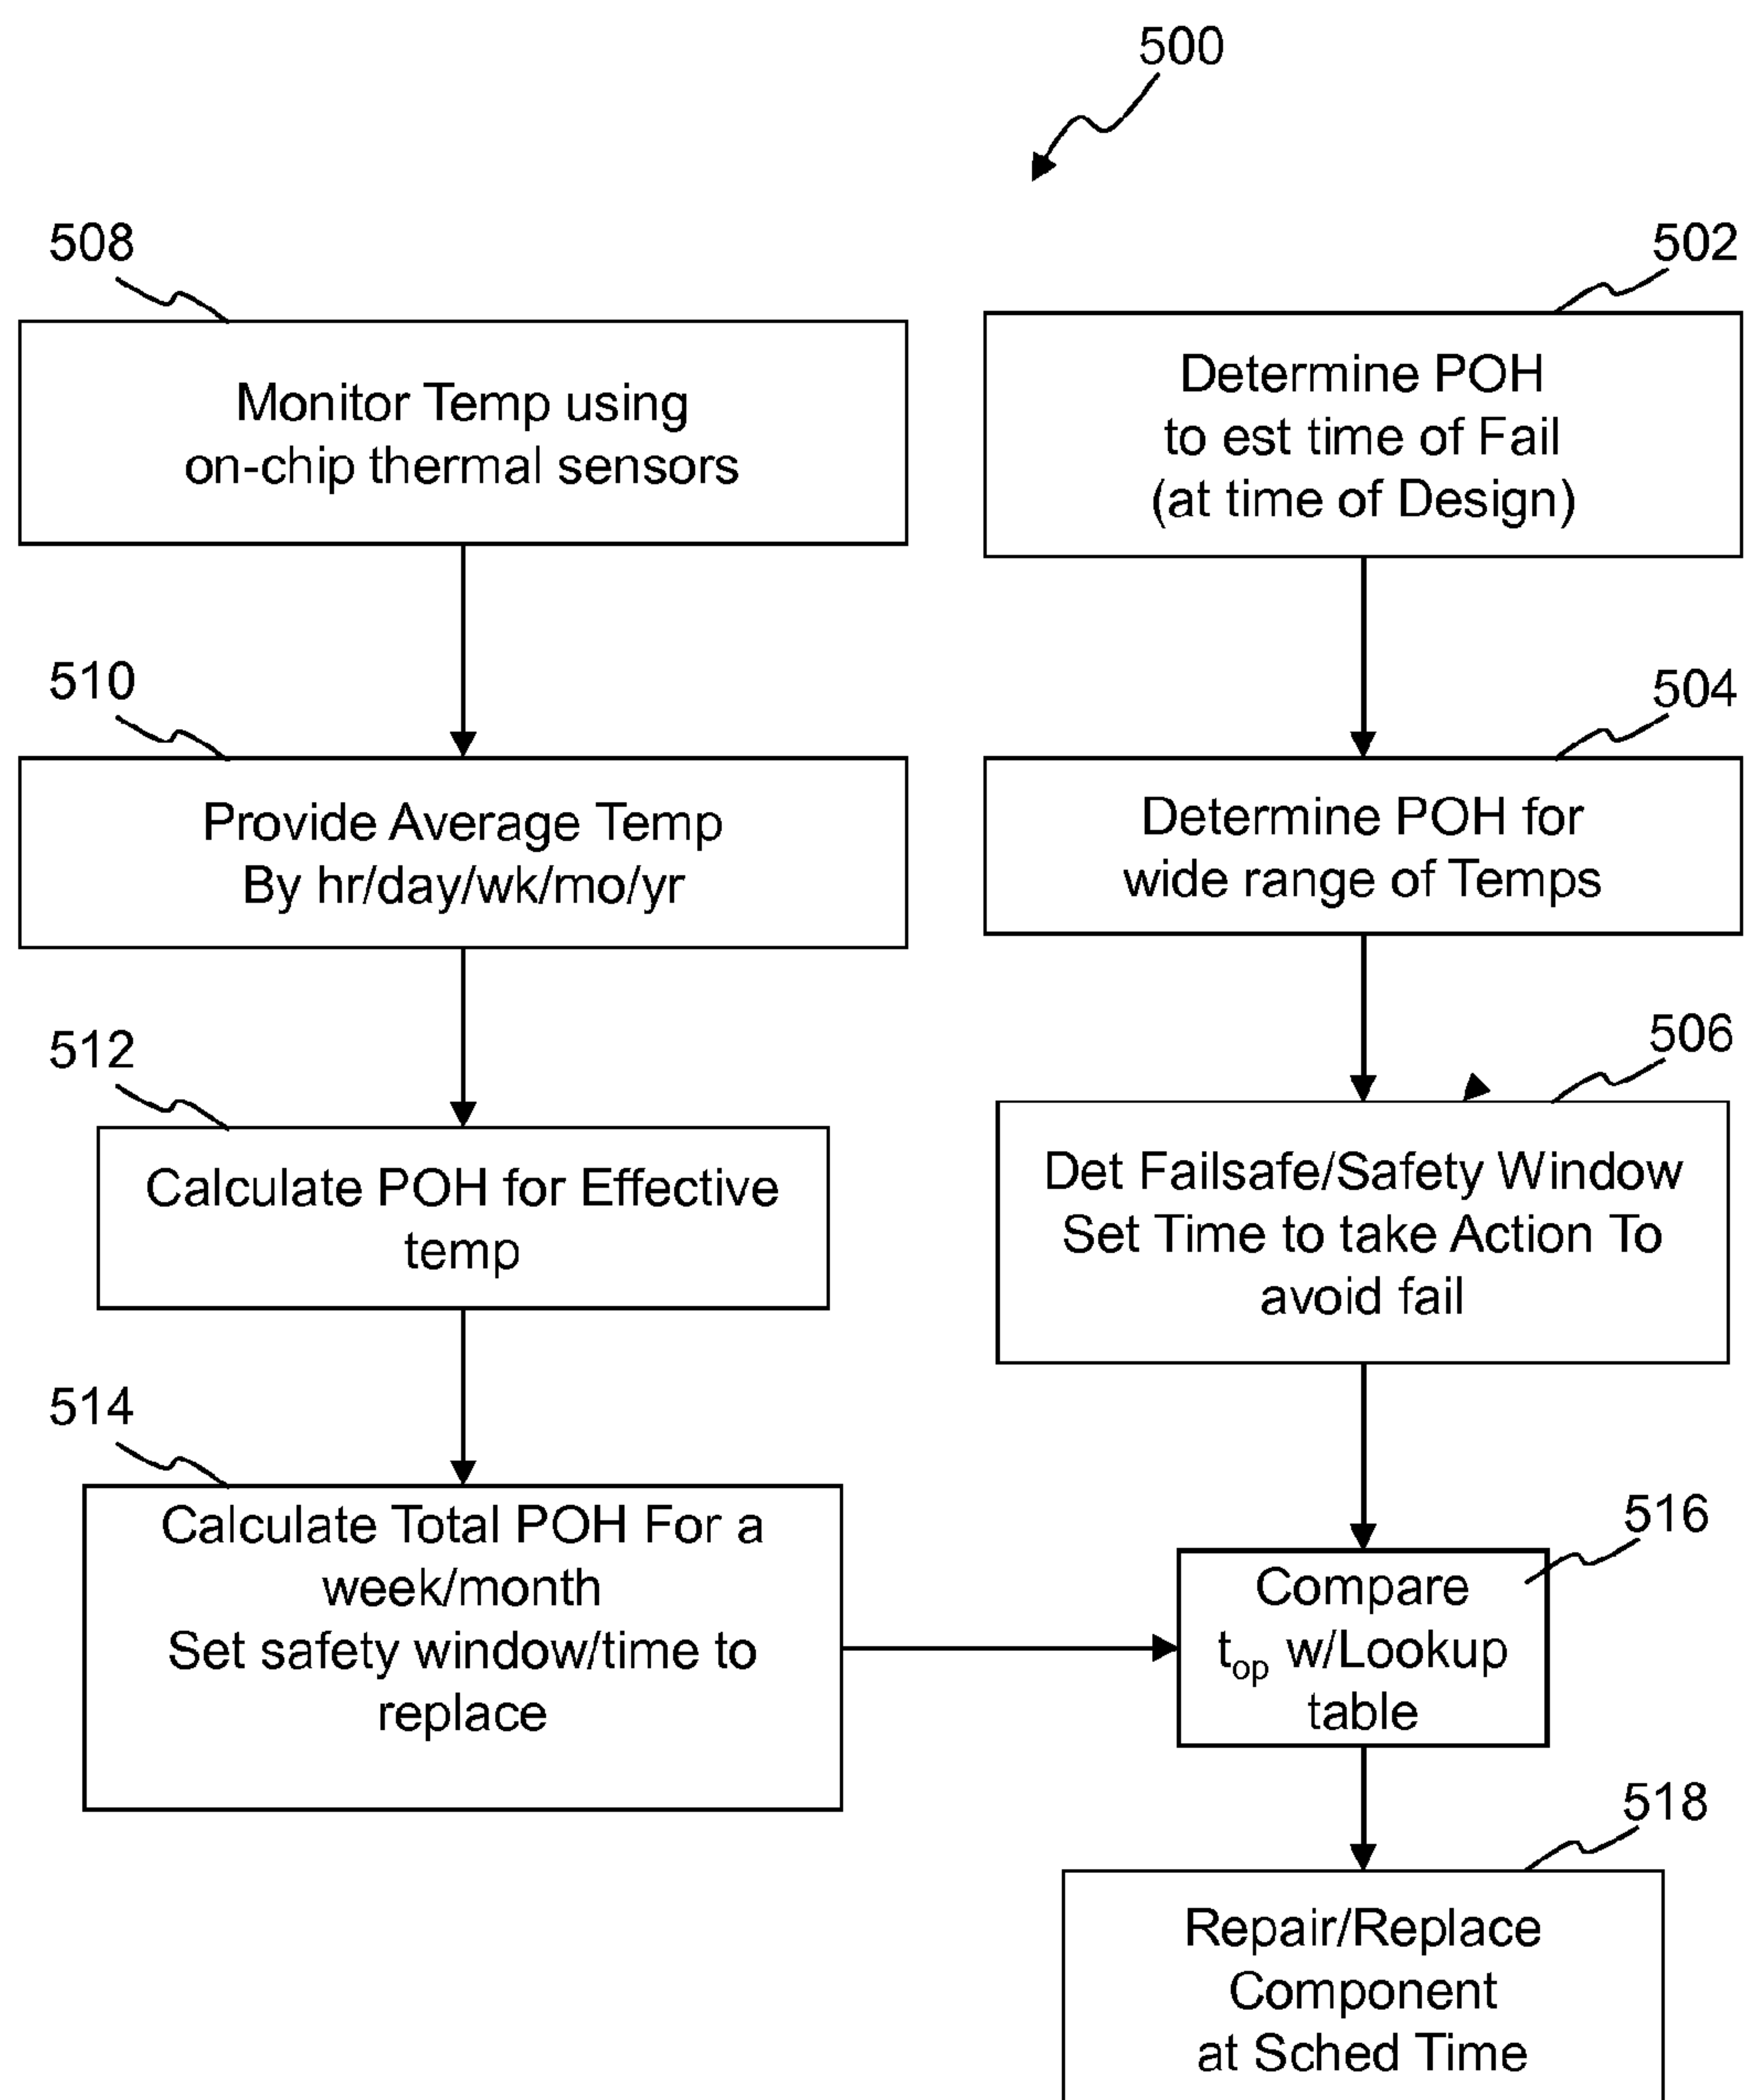 500
508
Monitor Temp using
on-chip thermal sensors
510
Provide Average Temp
By hr/day/wk/mo/yr
512
Calculate POH for Effective
temp
514
Calculate Total POH For a
week/month
Set safety window/time to
replace
502
Determine POH
to est time of Fail
(at time of Design)
504
Determine POH for
wide range of Temps
506
Det Failsafe/Safety Window
Set Time to take Action To
avoid fail
516
Compare
top w/Lookup
table
518
Repair/Replace
Component
at Sched Time